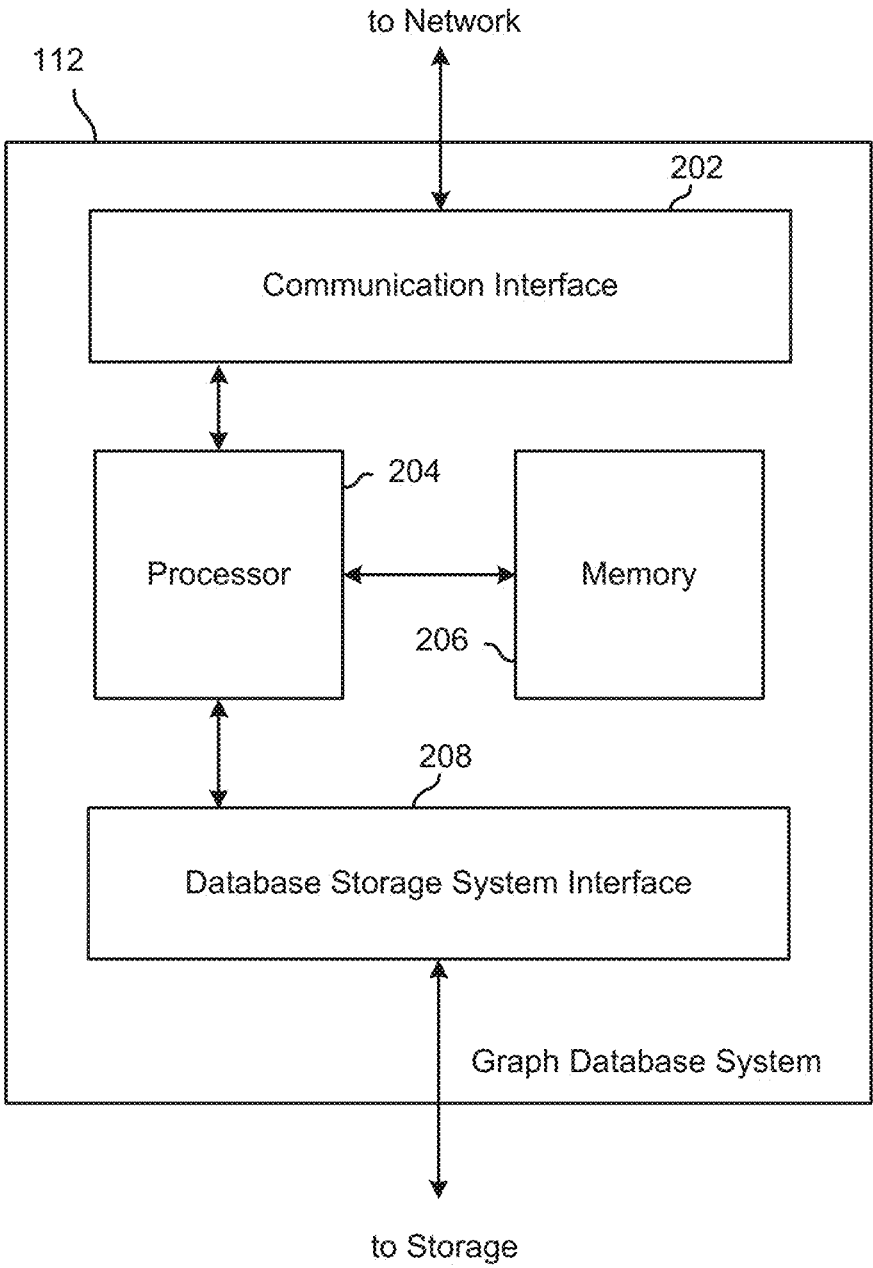 to Network
112
202
Communication Interface
204
Processor
Memory
206
208
Database Storage System Interface
Graph Database System
to Storage